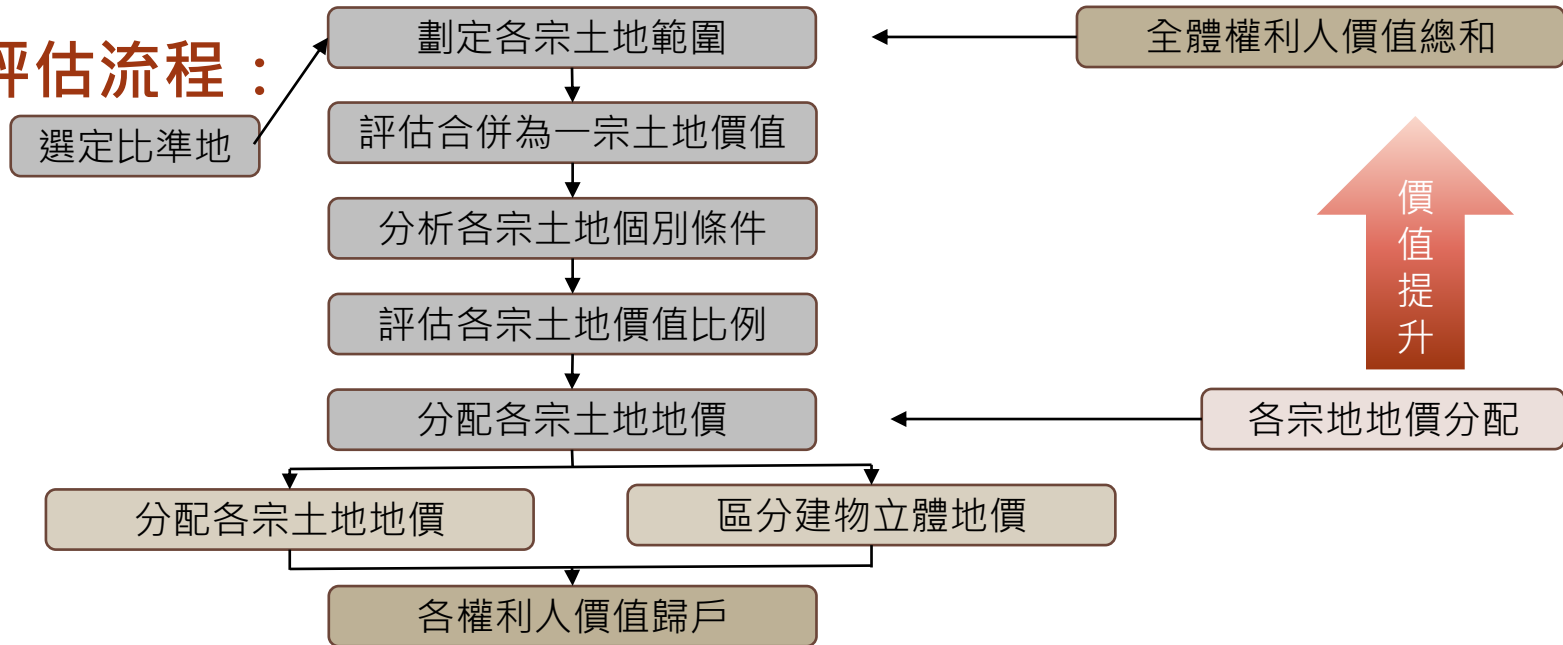 評估流程：
選定比準地
劃定各宗土地範圍
評估合併為一宗土地價值
分析各宗土地個別條件
評估各宗土地價值比例
分配各宗土地地價
分配各宗土地地價
區分建物立體地價
各權利人價值歸戶
全體權利人價值總和
價值提升
各宗地地價分配